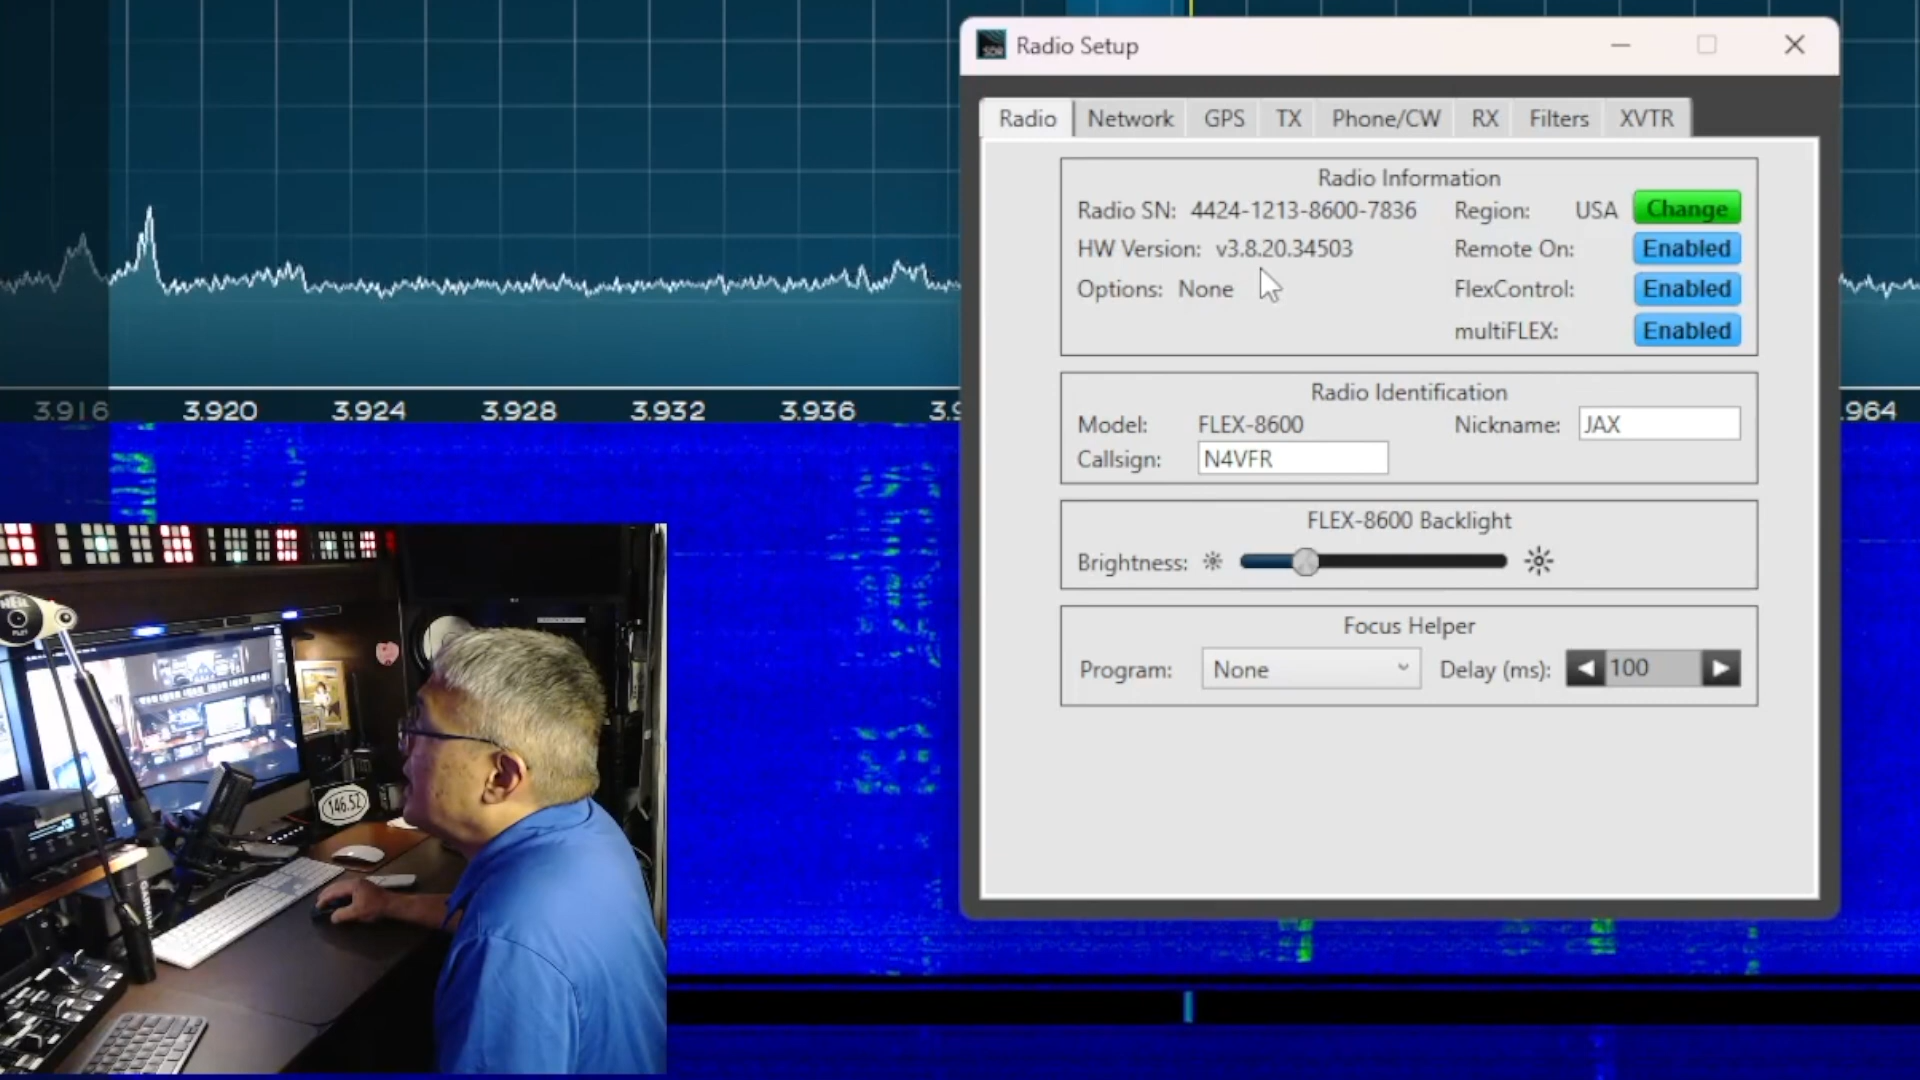 Radio Setup
Radio Network GPS TX Phone/CW RX Filters XVTR
Radio Information
Radio SN: 4424-1213-8600-7836 Region: USA Change
HW Version: v3.8.20.34503 Remote On: Enabled
Options: None FlexControl: Enabled
multiFLEX: Enabled
3.916 3.920 3.924 3.928 3.932 3.936 3.9 .964
Radio Identification
Model: FLEX-8600 Nickname: JAX
Callsign: N4VFR
FLEX-8600 Backlight
Brightness:
Focus Helper
Program: None Delay (ms): 100
146.52